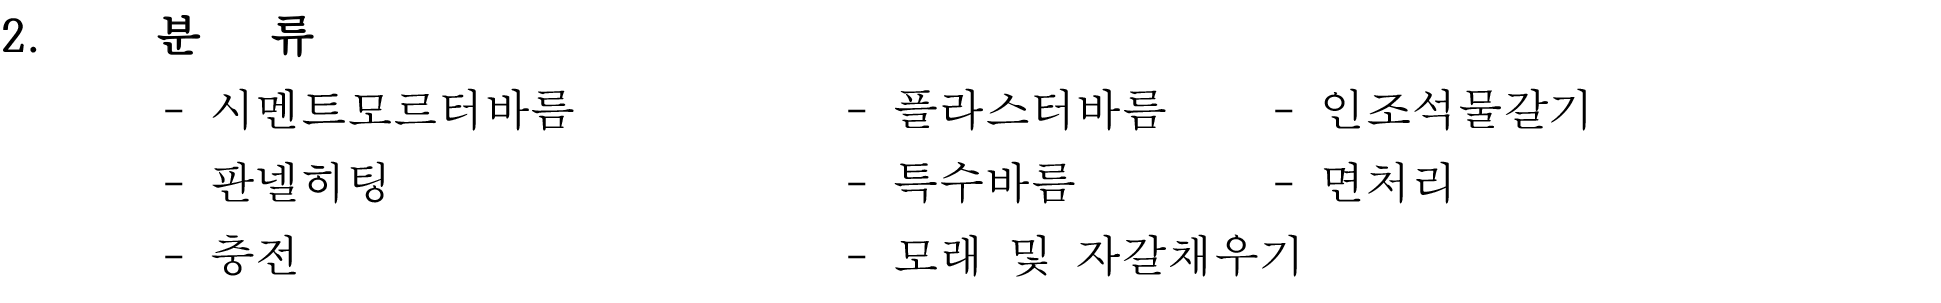 2. 분 류
- 시멘트모르터바름 - 플라스터바름 - 인조석물갈기
- 판넬히팅 - 특수바름 - 면처리
- 충전 - 모래 및 자갈채우기